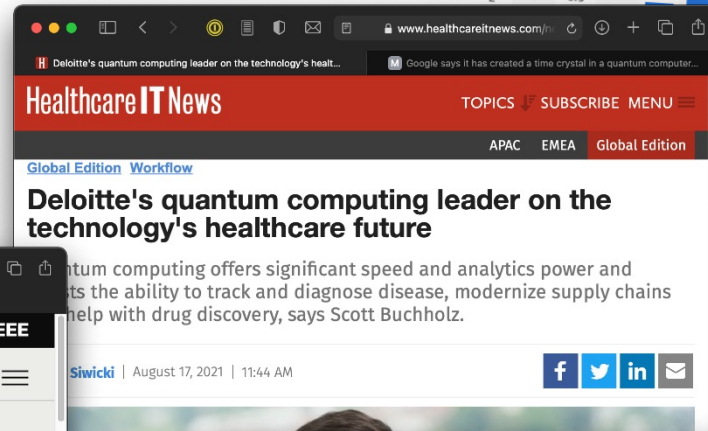 www.healthcareitnews.com/n
Deloitte's quantum computing leader on the technology's healt...
Google says it has created a time crystal in a quantum computer...
Healthcare IT News
TOPICS SUBSCRIBE MENU
APAC EMEA Global Edition
Global Edition Workflow
Deloitte's quantum computing leader on the
technology's healthcare future
ntum computing offers significant speed and analytics power and
sts the ability to track and diagnose disease, modernize supply chains
help with drug discovery, says Scott Buchholz.
EEE
Siwicki | August 17, 2021 | 11:44 AM